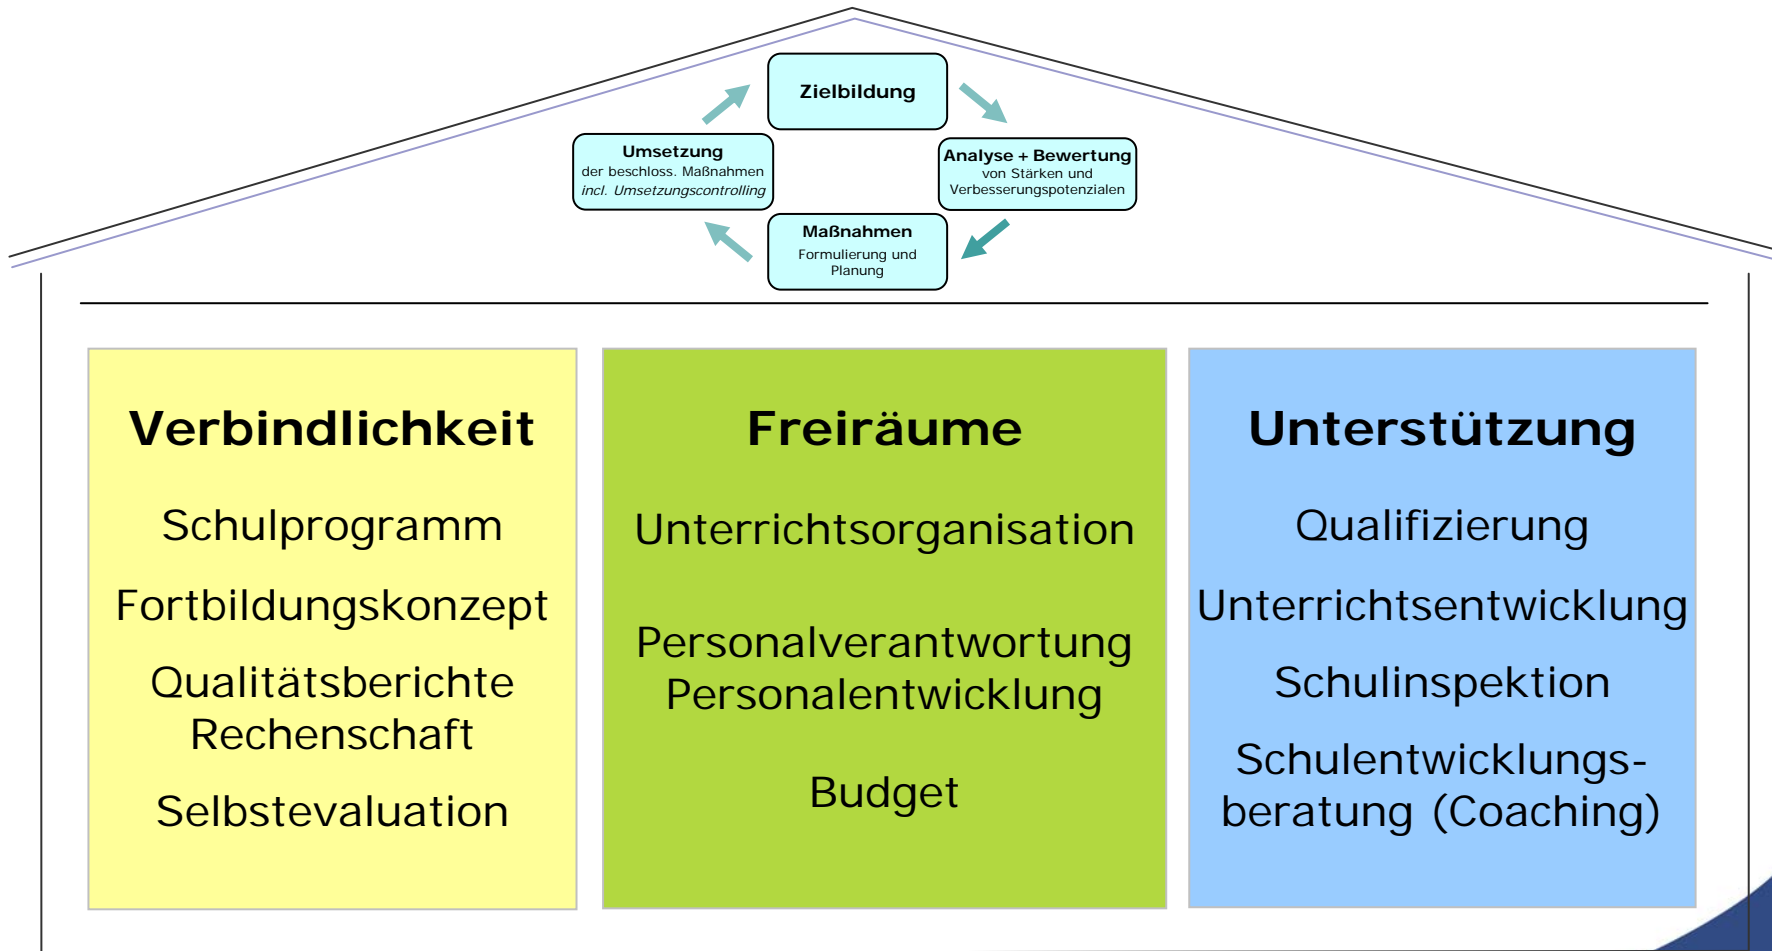 Zielbildung
Umsetzung
der beschloss. Maßnahmen
incl. Umsetzungscontrolling
Analyse + Bewertung
von Stärken und
Verbesserungspotenzialen
Maßnahmen
Formulierung und
Planung
Verbindlichkeit
Schulprogramm
Fortbildungskonzept
Qualitätsberichte
Rechenschaft
Selbstevaluation
Freiräume
Unterrichtsorganisation
Personalverantwortung
Personalentwicklung
Budget
Unterstützung
Qualifizierung
Unterrichtsentwicklung
Schulinspektion
Schulentwicklungs-
beratung (Coaching)